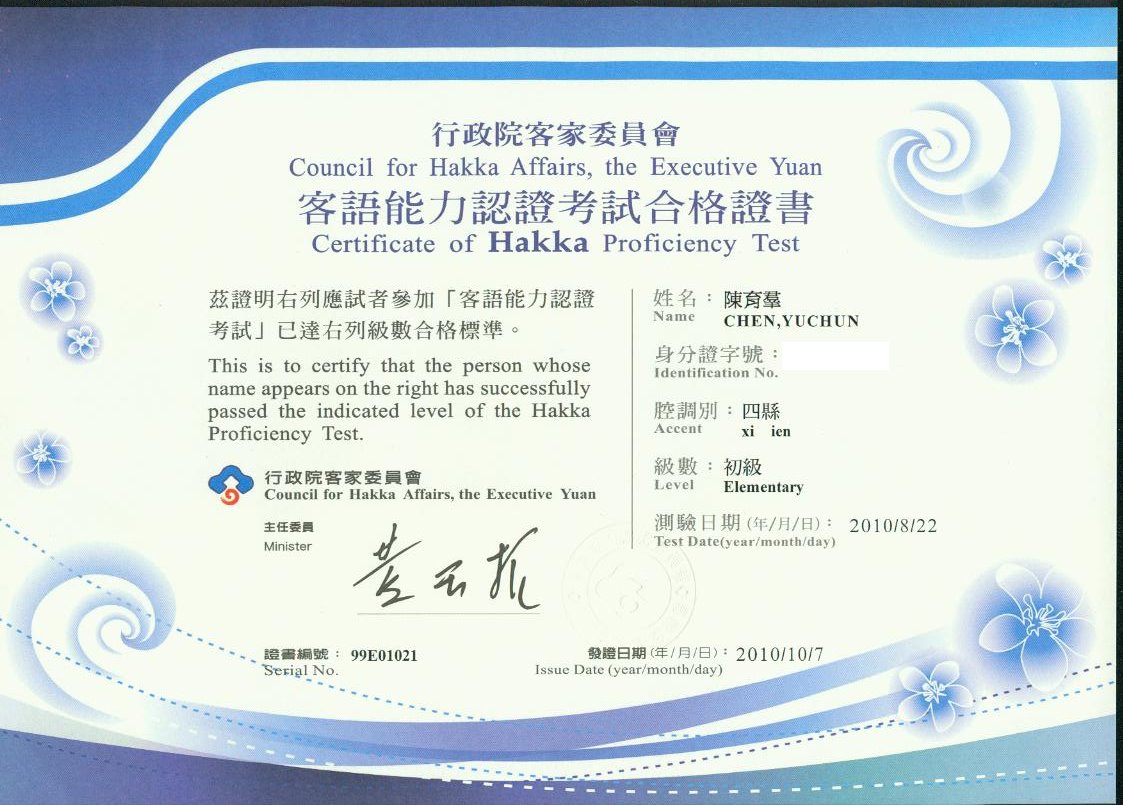 行政院客家委員會
Council for Hakka Affairs, the Executive Yuan
客語能力認證考試合格證書
Certificate of Hakka Proficiency Test
茲證明右列應試者參加「客語能力認證
考試」已達右列級數合格標準。
This is to certify that the person whose
name appears on the right has successfully
passed the indicated level of the Hakka
Proficiency Test.
行政院客家委員會
Council for Hakka Affairs, the Executive Yuan
主任委員
Minister
黃玉振
姓名：陳育羣
Name CHEN,YUCHUN
身分證字號：
Identification No.
腔調別：四縣
Accent xi ien
級數：初級
Level Elementary
測驗日期(年/月/日)： 2010/8/22
Test Date(year/month/day)
證書編號： 99E01021
Serial No.
發證日期(年/月/日)： 2010/10/7
Issue Date (year/month/day)